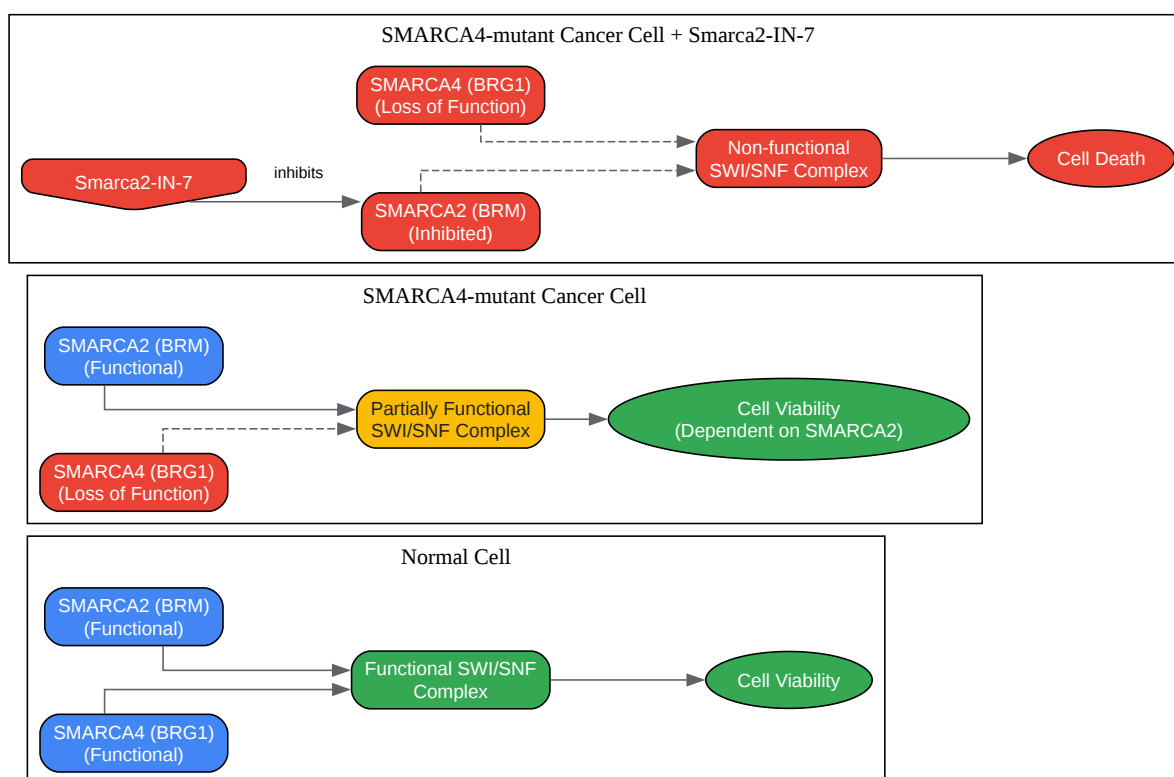 SMARCA4-mutant Cancer Cell + Smarca2-IN-7
SMARCA4 (BRG1)
(Loss of Function)
Smarca2-IN-7
inhibits
SMARCA2 (BRM)
(Inhibited)
Non-functional
SWI/SNF Complex
Cell Death
SMARCA4-mutant Cancer Cell
SMARCA2 (BRM)
(Functional)
SMARCA4 (BRG1)
(Loss of Function)
Partially Functional
SWI/SNF Complex
Cell Viability
(Dependent on SMARCA2)
Normal Cell
SMARCA2 (BRM)
(Functional)
SMARCA4 (BRG1)
(Functional)
Functional SWI/SNF
Complex
Cell Viability